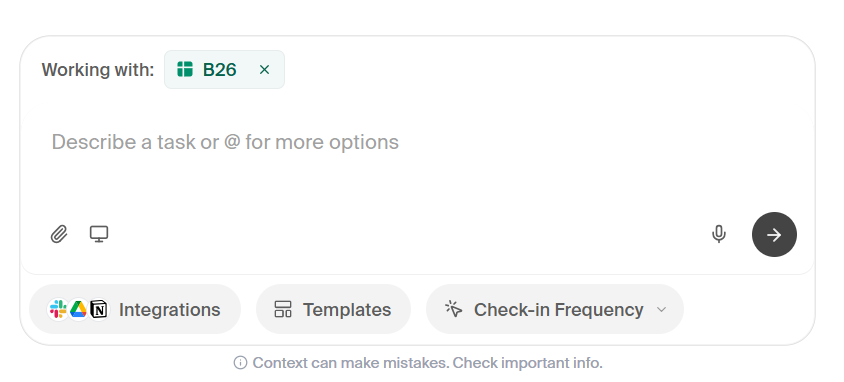 Working with: B26
Describe a task or @ for more options
Integrations Templates Check-in Frequency
Context can make mistakes. Check important info.